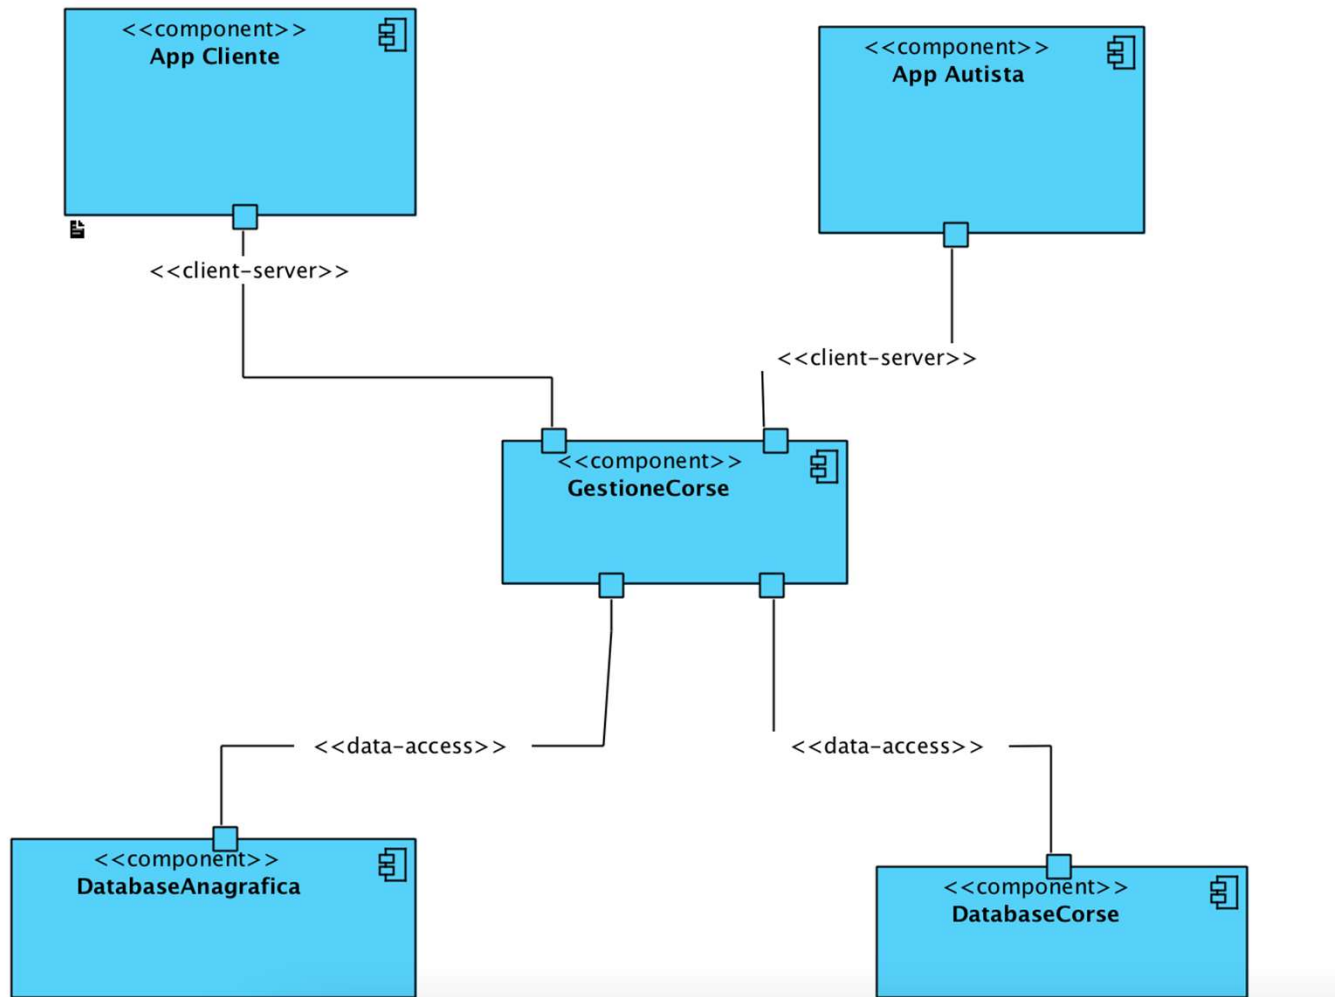 <<component>>
App Cliente
<<component>>
App Autista
<<client-server>>
<<client-server>>
<<component>>
GestioneCorse
<<data-access>>
<<data-access>>
<<component>>
DatabaseAnagrafica
<<component>>
DatabaseCorse